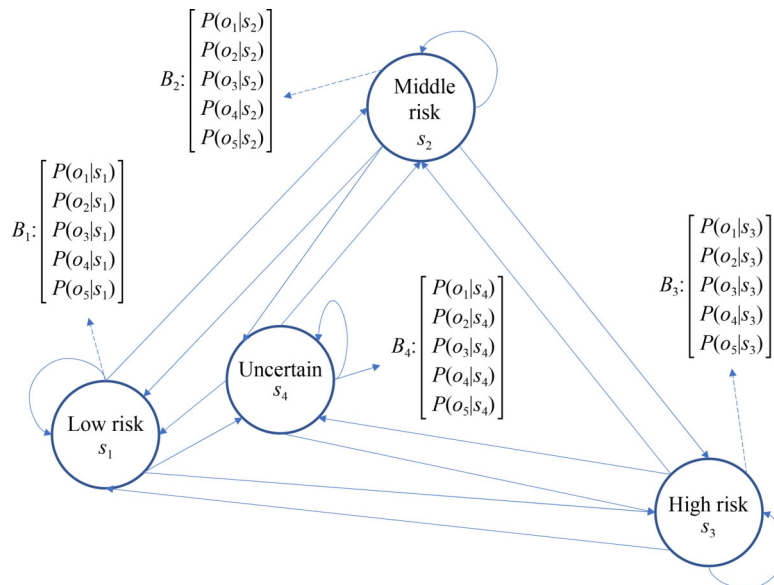 B₂:
P(o₁|s₂)
P(o₂|s₂)
P(o₃|s₂)
P(o₄|s₂)
P(o₅|s₂)
Middle
risk
s₂
B₁:
P(o₁|s₁)
P(o₂|s₁)
P(o₃|s₁)
P(o₄|s₁)
P(o₅|s₁)
B₃:
P(o₁|s₃)
P(o₂|s₃)
P(o₃|s₃)
P(o₄|s₃)
P(o₅|s₃)
B₄:
P(o₁|s₄)
P(o₂|s₄)
P(o₃|s₄)
P(o₄|s₄)
P(o₅|s₄)
Uncertain
s₄
Low risk
s₁
High risk
s₃